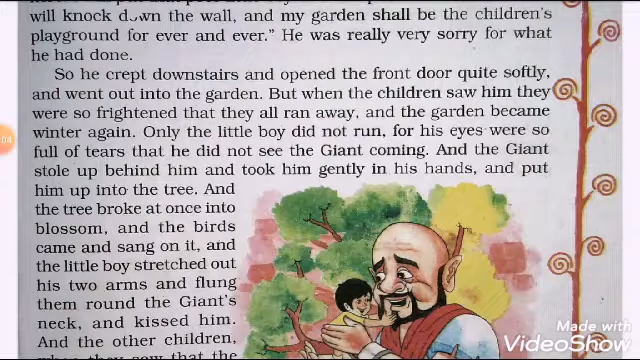 will knock down the wall, and my garden shall be the children's
playground for ever and ever." He was really very sorry for what
he had done.
So he crept downstairs and opened the front door quite softly,
and went out into the garden. But when the children saw him they
were so frightened that they all ran away, and the garden became
winter again. Only the little boy did not run, for his eyes were so
full of tears that he did not see the Giant coming. And the Giant
stole up behind him and took him gently in his hands, and put
him up into the tree. And
the tree broke at once into
blossom, and the birds
came and sang on it, and
the little boy stretched out
his two arms and flung
them round the Giant's
neck, and kissed him.
And the other children,
when they saw that the
Made with
VideoShow